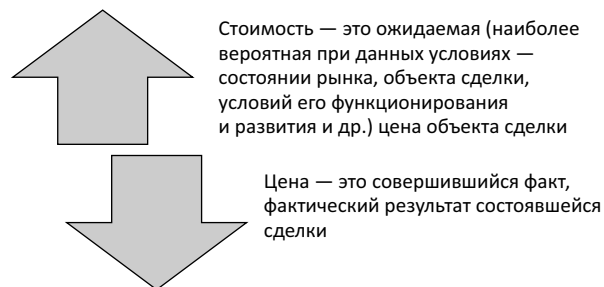 Стоимость — это ожидаемая (наиболее
вероятная при данных условиях —
состоянии рынка, объекта сделки,
условий его функционирования
и развития и др.) цена объекта сделки
Цена — это совершившийся факт,
фактический результат состоявшейся
сделки